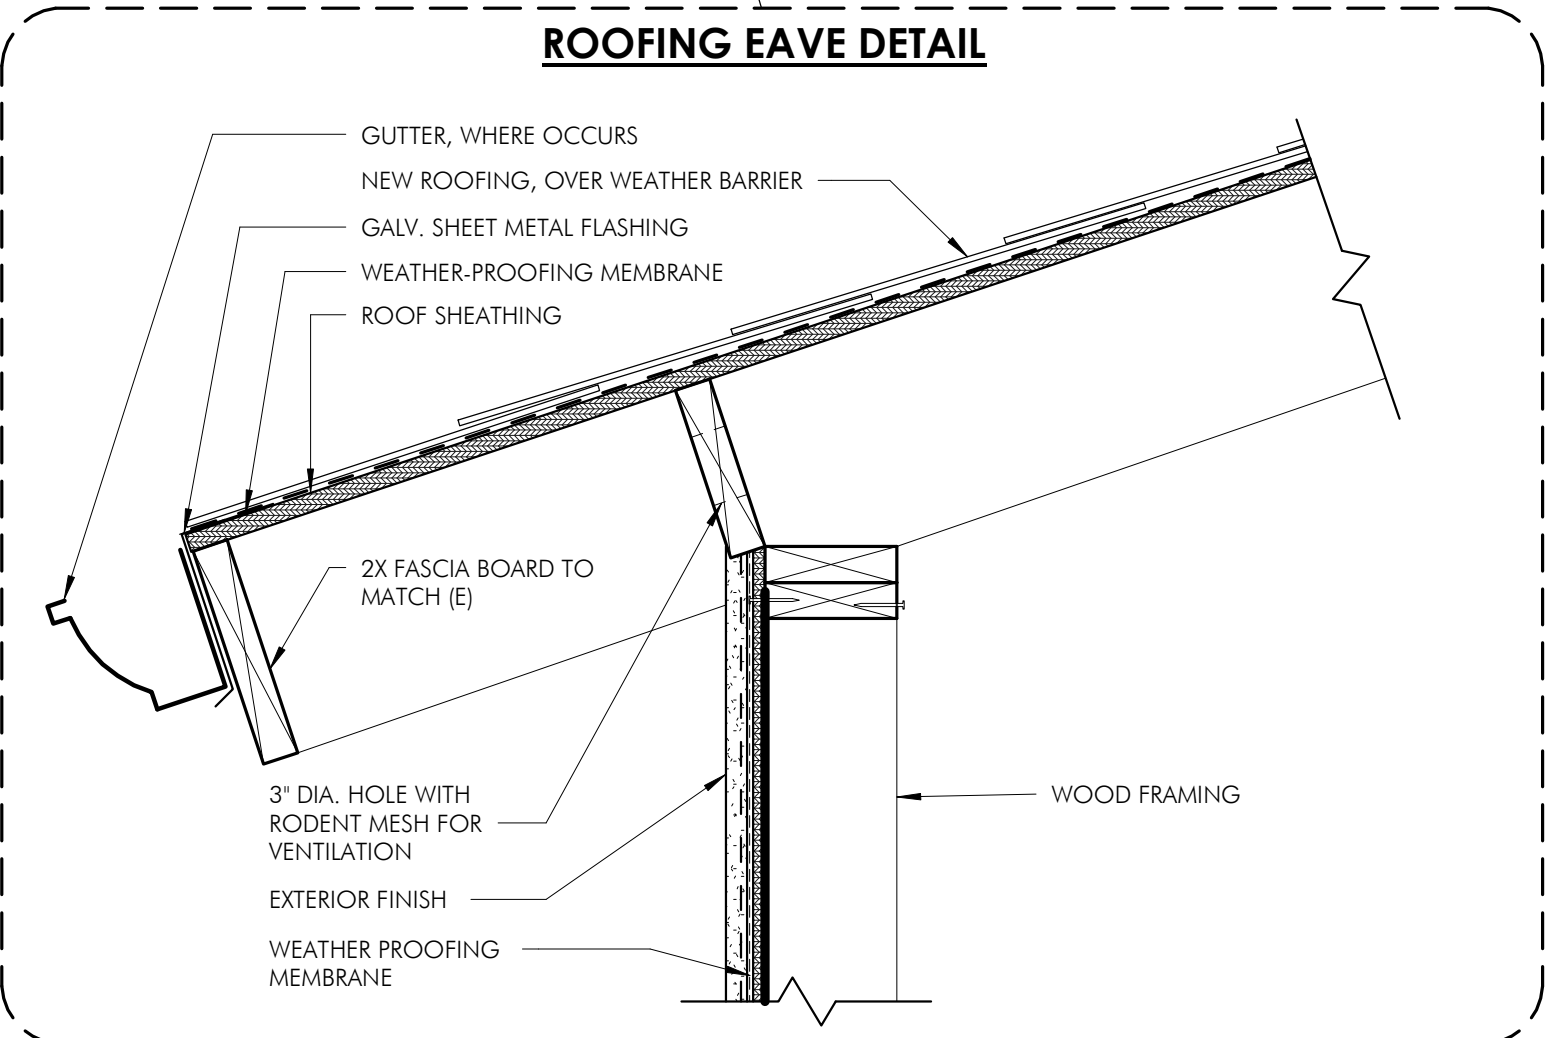 ROOFING EAVE DETAIL
GUTTER, WHERE OCCURS
NEW ROOFING, OVER WEATHER BARRIER
GALV. SHEET METAL FLASHING
WEATHER-PROOFING MEMBRANE
ROOF SHEATHING
2X FASCIA BOARD TO
MATCH (E)
3" DIA. HOLE WITH
RODENT MESH FOR
VENTILATION
WOOD FRAMING
EXTERIOR FINISH
WEATHER PROOFING
MEMBRANE